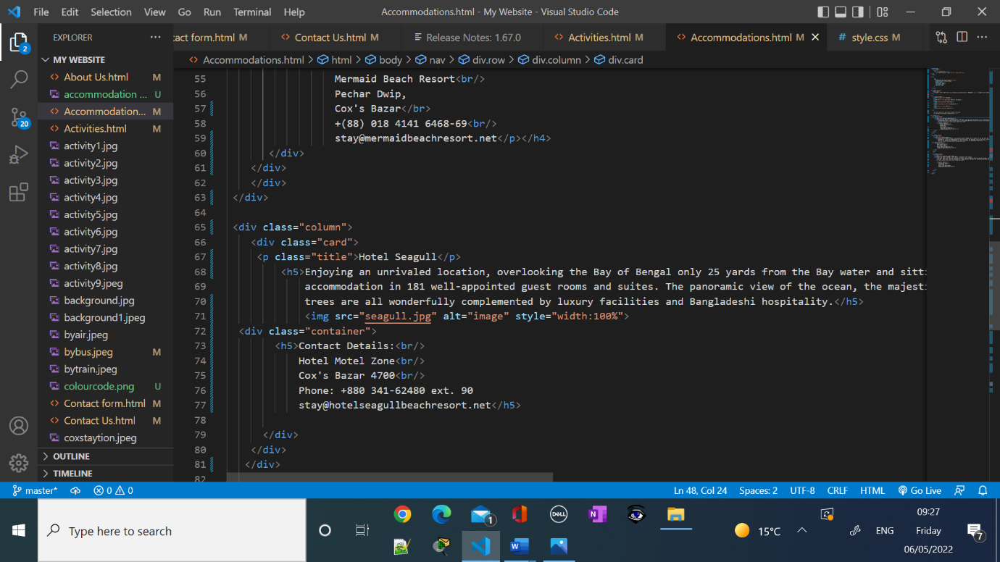 File Edit Selection View Go Run Terminal Help
Accommodations.html - My Website - Visual Studio Code
EXPLORER
tact form.html M
Contact Us.html M
Release Notes: 1.67.0
Activities.html M
Accommodations.html M
# style.css M
Accommodations.html > html > body > nav > div.row > div.column > div.card
MY WEBSITE
About Us.html M
accommodation ... U
Accommodation... M
Activities.html M
activity1.jpg
activity2.jpg
activity3.jpg
activity4.jpg
activity5.jpg
activity6.jpg
activity7.jpg
activity8.jpg
activity9.jpeg
background.jpg
background1.jpeg
byair.jpeg
bybus.jpeg M
bytrain.jpeg
colourcode.png U
Contact form.html M
Contact Us.html M
coxstaytion.jpeg
OUTLINE
TIMELINE
2
20
55 Mermaid Beach Resort<br/>
56 Pechar Dwip,
57 Cox's Bazar</br>
58 +(88) 018 4141 6468-69<br/>
59 stay@mermaidbeachresort.net</p></h4>
60 </div>
61 </div>
62 </div>
63 </div>
64
65 <div class="column">
66 <div class="card">
67 <p class="title">Hotel Seagull</p>
68 <h5>Enjoying an unrivaled location, overlooking the Bay of Bengal only 25 yards from the Bay water and sitti
69 accommodation in 181 well-appointed guest rooms and suites. The panoramic view of the ocean, the majesti
70 trees are all wonderfully complemented by luxury facilities and Bangladeshi hospitality.</h5>
71 <img src="seagull.jpg" alt="image" style="width:100%">
72 <div class="container">
73 <h5>Contact Details:<br/>
74 Hotel Motel Zone<br/>
75 Cox's Bazar 4700<br/>
76 Phone: +880 341-62480 ext. 90
77 stay@hotelseagullbeachresort.net</h5>
78
79 </div>
80 </div>
81 </div>
82
master* 0 0 Ln 48, Col 24 Spaces: 2 UTF-8 CRLF HTML Go Live
Type here to search
1
DELL
15°C
ENG
09:27
Friday
06/05/2022
7